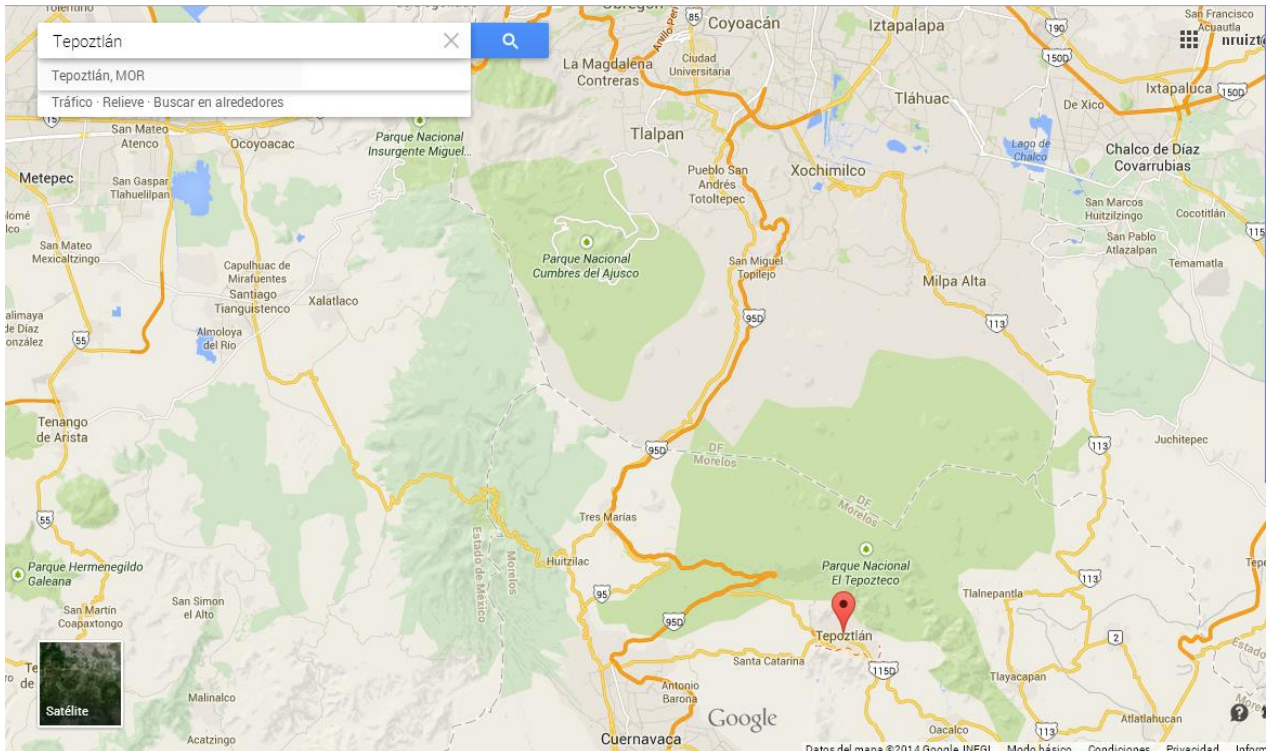 Tepoztlán
Tepoztlán, MOR
Tráfico · Relieve · Buscar en alrededores
Coyoacán
85
Iztapalapa
190
San Francisco
Acuautla
nruizt
La Magdalena
Contreras
Ciudad
Universitaria
150D
Ixtapaluca
150D
Tláhuac
De Xico
15
San Mateo
Atenco
Ocoyoacac
Parque Nacional
Insurgente Miguel...
Tlalpan
Lago de
Chalco
Chalco de Díaz
Covarrubias
Metepec
San Gaspar
Tlahuelilpan
Pueblo San
Andrés
Totoltepec
Xochimilco
San Marcos
Huitzilzingo
Cocotitlán
115
San Mateo
Mexicaltzingo
Parque Nacional
Cumbres del Ajusco
San Miguel
Topilejo
San Pablo
Atlazalpan
Temamatla
Capulhuac de
Mirafuentes
Santiago
Tianguistenco
Xalatlaco
Milpa Alta
Almoloya
del Río
de Díaz
55
95D
113
Tenango
de Arista
95D
DF
Morelos
113
Juchitepec
DF
Morelos
55
Tres Marías
Estado de México
Morelos
Huitzilac
Parque Nacional
El Tepozteco
Parque Hermenegildo
Galeana
113
95
Tlalnepantla
San Martín
Coapaxtongo
San Simon
el Alto
95D
Tepoztlán
2
Santa Catarina
115D
Tlayacapan
Malinalco
Antonio
Barona
Satélite
Google
Atlatlahucan
Acatzingo
Cuernavaca
Oacalco
113
Datos del mapa ©2014 Google, INEGI
Modo básico
Condiciones
Privacidad
Inform